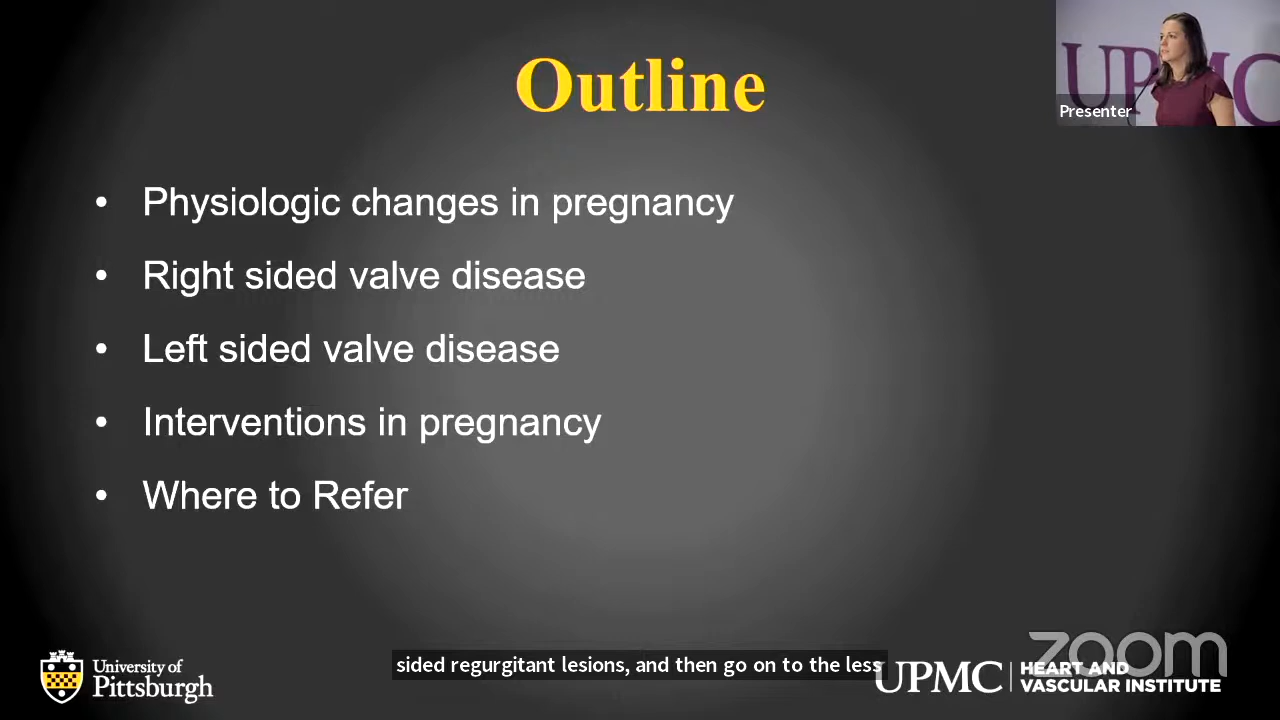 Outline
UPMC
Presenter
• Physiologic changes in pregnancy
• Right sided valve disease
• Left sided valve disease
• Interventions in pregnancy
• Where to Refer
sided regurgitant lesions, and then go on to the less
zoom
University of
Pittsburgh
UPMC
HEART AND
VASCULAR INSTITUTE